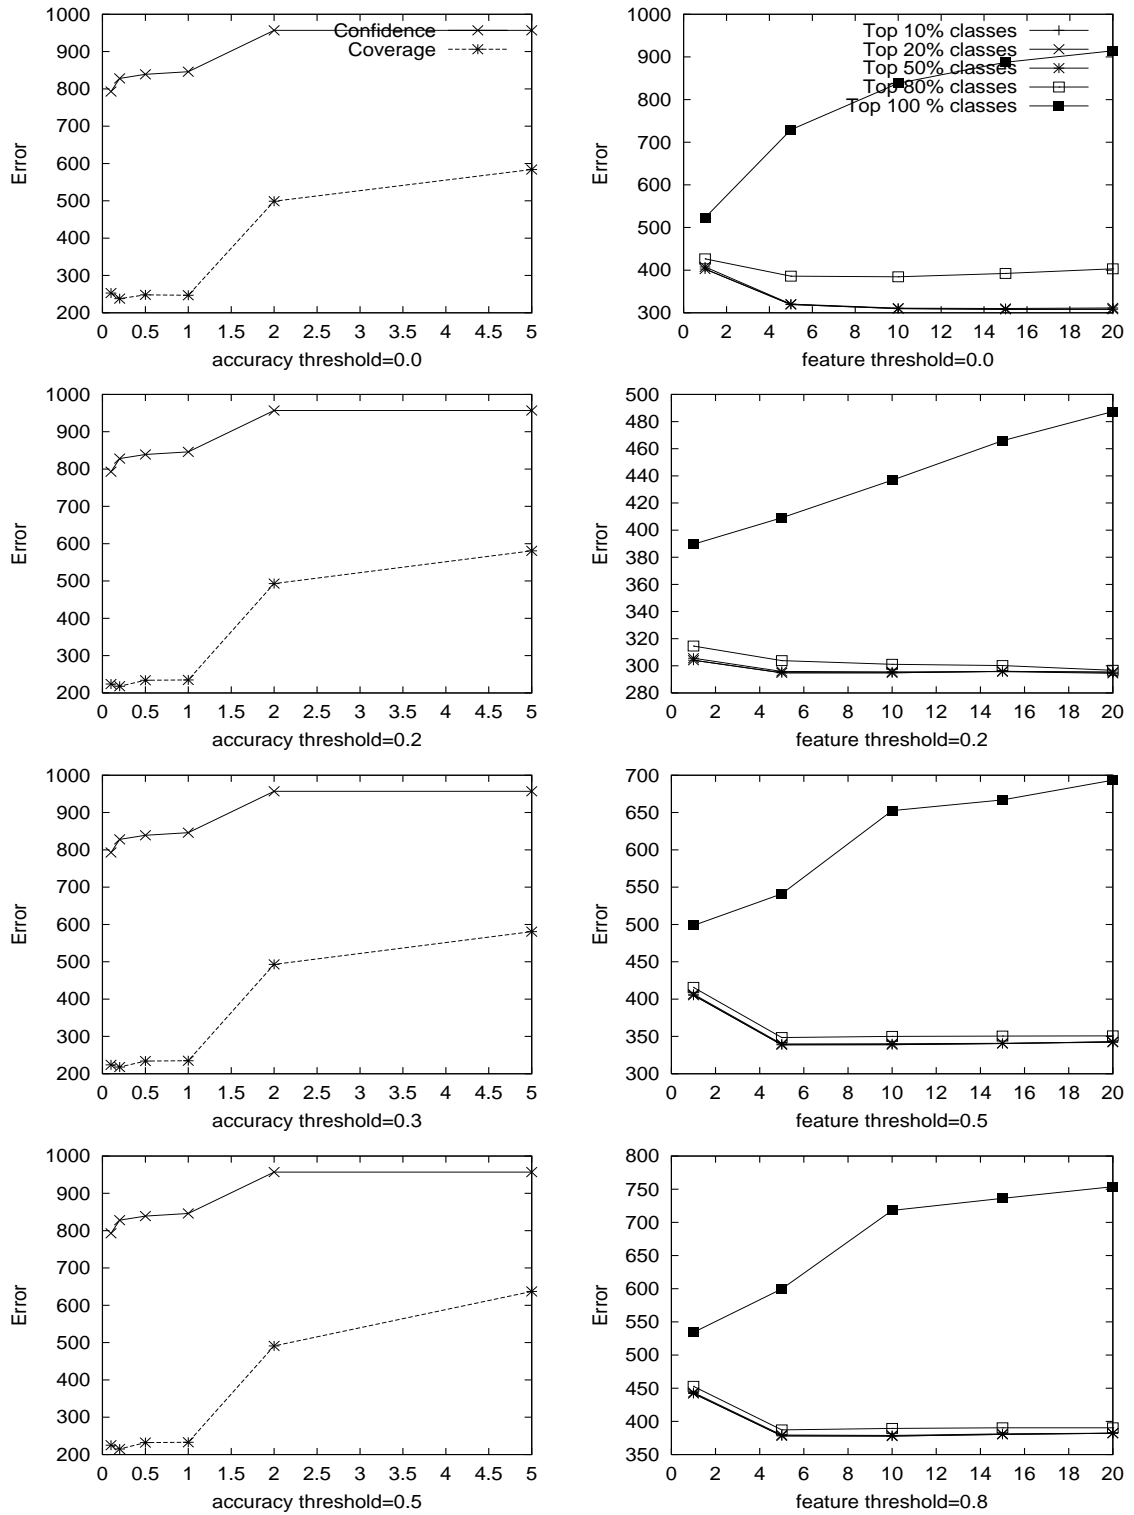 1000
900
800
700
600
500
400
300
200
0 0.5 1 1.5 2 2.5 3 3.5 4 4.5 5
Error
accuracy threshold=0.0
Confidence
Coverage
1000
900
800
700
600
500
400
300
0 2 4 6 8 10 12 14 16 18 20
Error
feature threshold=0.0
Top 10% classes
Top 20% classes
Top 50% classes
Top 80% classes
Top 100 % classes
1000
900
800
700
600
500
400
300
200
0 0.5 1 1.5 2 2.5 3 3.5 4 4.5 5
Error
accuracy threshold=0.2
500
480
460
440
420
400
380
360
340
320
300
280
0 2 4 6 8 10 12 14 16 18 20
Error
feature threshold=0.2
1000
900
800
700
600
500
400
300
200
0 0.5 1 1.5 2 2.5 3 3.5 4 4.5 5
Error
accuracy threshold=0.3
700
650
600
550
500
450
400
350
300
0 2 4 6 8 10 12 14 16 18 20
Error
feature threshold=0.5
1000
900
800
700
600
500
400
300
200
0 0.5 1 1.5 2 2.5 3 3.5 4 4.5 5
Error
accuracy threshold=0.5
800
750
700
650
600
550
500
450
400
350
0 2 4 6 8 10 12 14 16 18 20
Error
feature threshold=0.8